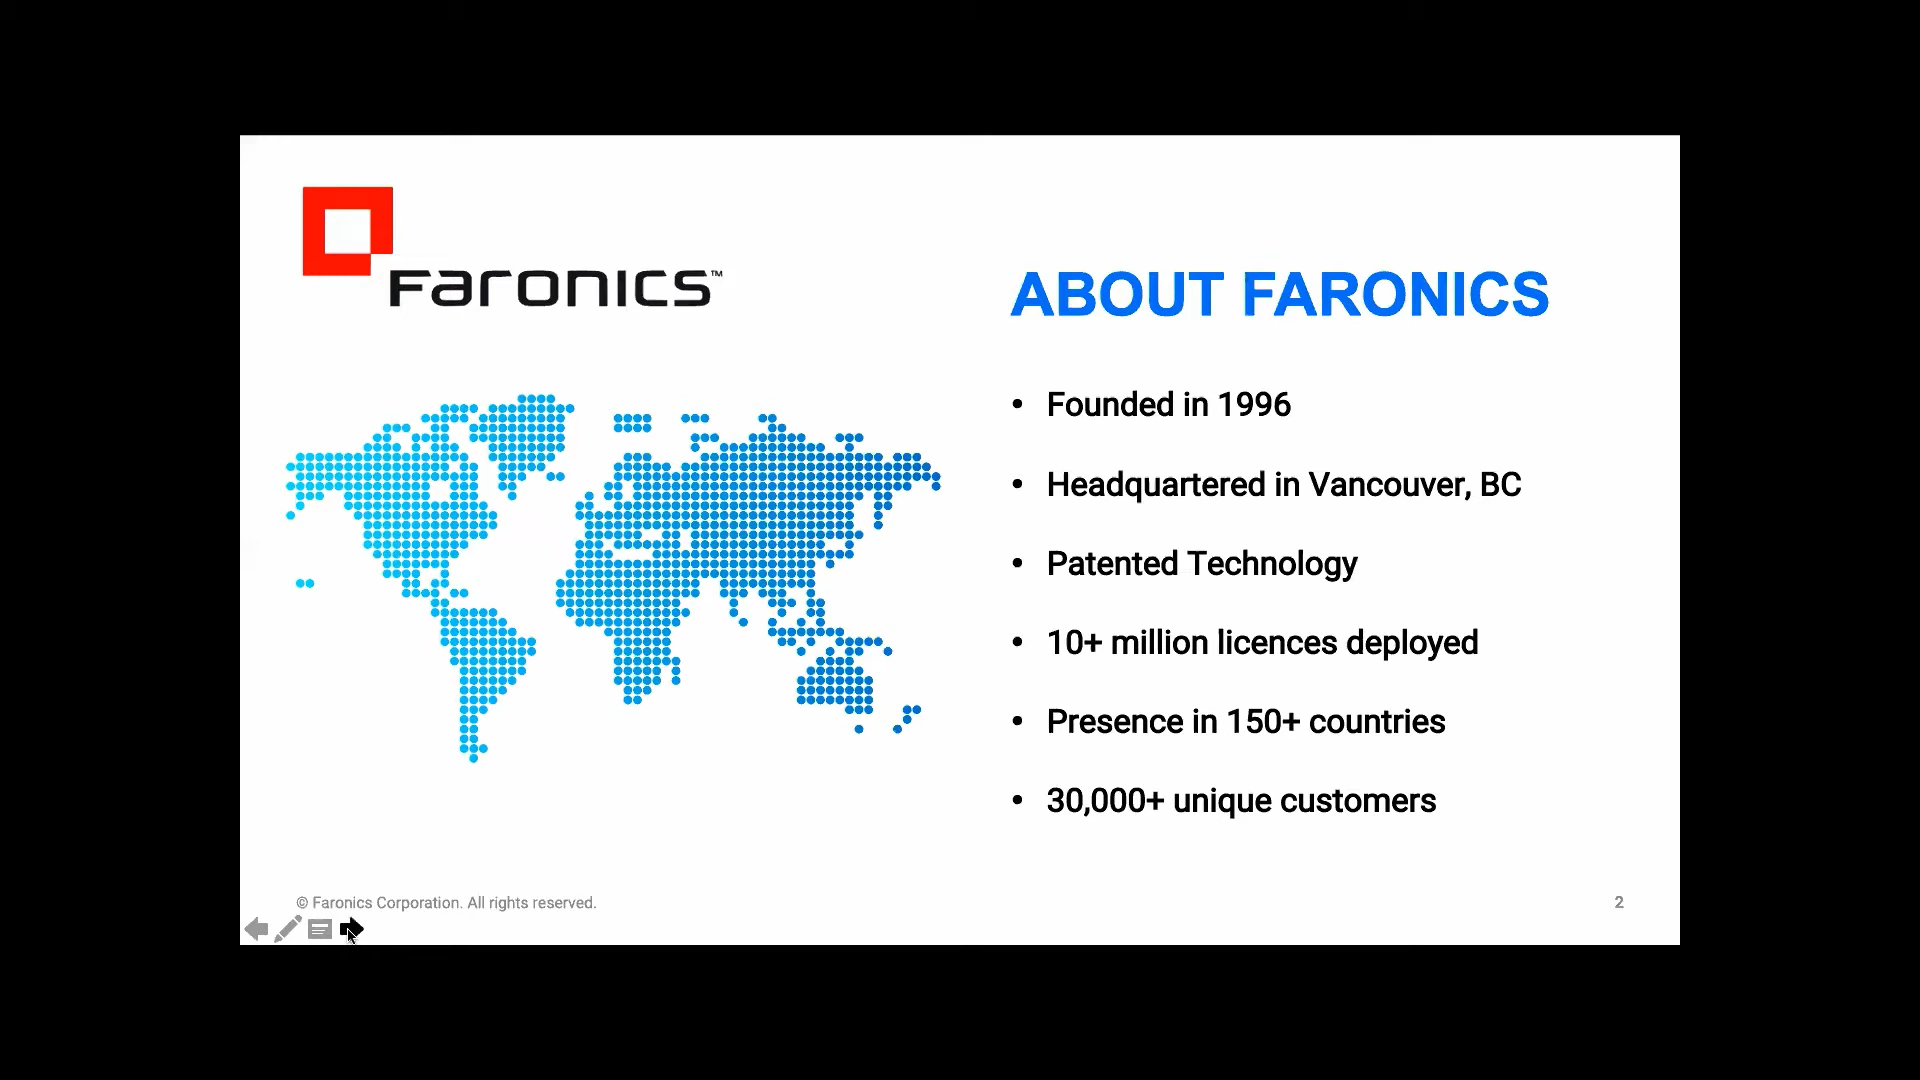 Faronics™
ABOUT FARONICS
• Founded in 1996
• Headquartered in Vancouver, BC
• Patented Technology
• 10+ million licences deployed
• Presence in 150+ countries
• 30,000+ unique customers
© Faronics Corporation. All rights reserved.
2